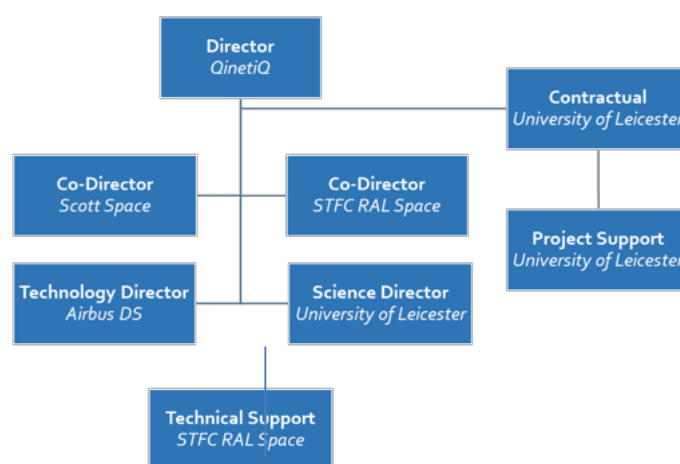 Director
QinetiQ
Contractual
University of Leicester
Co-Director
Scott Space
Co-Director
STFC RAL Space
Project Support
University of Leicester
Technology Director
Airbus DS
Science Director
University of Leicester
Technical Support
STFC RAL Space